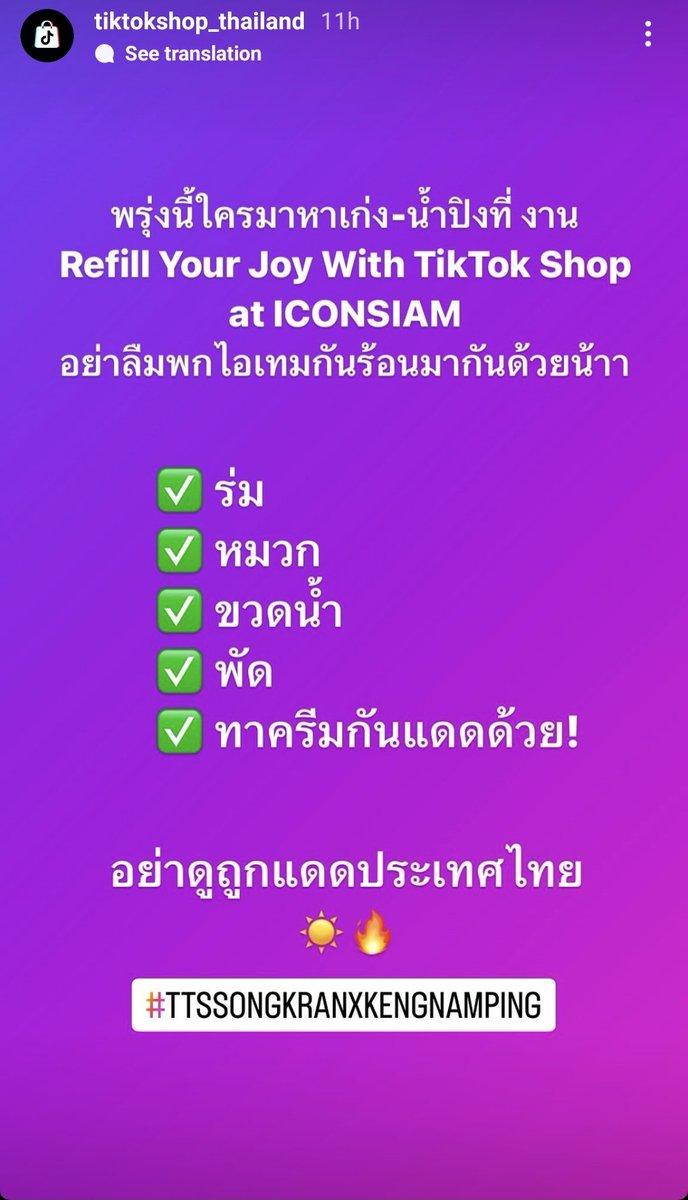 tiktokshop_thailand 11h
See translation
พรุ่งนี้ใครมาหาเก่ง-น้ำปิงที่ งาน
Refill Your Joy With TikTok Shop
at ICONSIAM
อย่าลืมพกไอเทมกันร้อนมากันด้วยน้าา
✅ ร่ม
✅ หมวก
✅ ขวดน้ำ
✅ พัด
✅ ทาครีมกันแดดด้วย!
อย่าดูถูกแดดประเทศไทย
☀️🔥
#TTSSONGKRANXKENGNAMPING